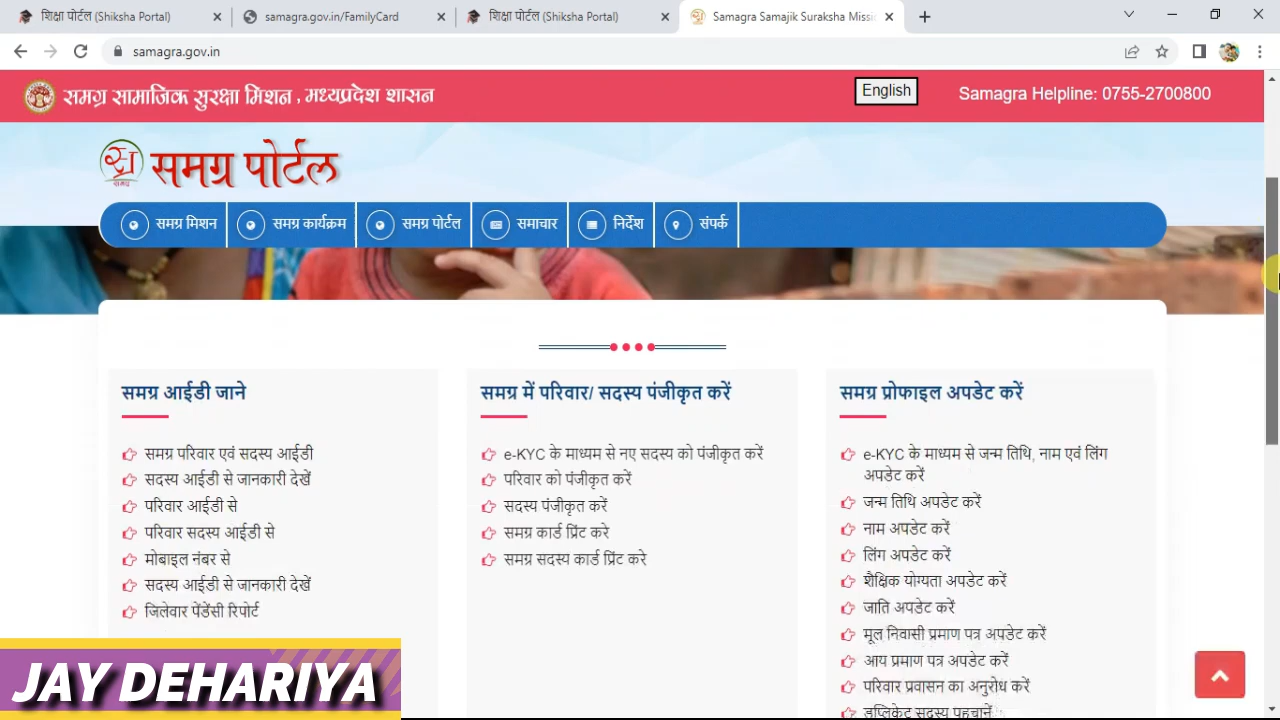 शिक्षा पोर्टल (Shiksha Portal)
samagra.gov.in/FamilyCard
शिक्षा पोर्टल (Shiksha Portal)
Samagra Samajik Suraksha Missi
samagra.gov.in
समग्र सामाजिक सुरक्षा मिशन , मध्यप्रदेश शासन
English
Samagra Helpline: 0755-2700800
समग्र पोर्टल
समग्र मिशन
समग्र कार्यक्रम
समग्र पोर्टल
समाचार
निर्देश
संपर्क
समग्र आईडी जाने
समग्र परिवार एवं सदस्य आईडी
सदस्य आईडी से जानकारी देखें
परिवार आईडी से
परिवार सदस्य आईडी से
मोबाइल नंबर से
सदस्य आईडी से जानकारी देखें
जिलेवार पेंडेंसी रिपोर्ट
समग्र में परिवार/ सदस्य पंजीकृत करें
e-KYC के माध्यम से नए सदस्य को पंजीकृत करें
परिवार को पंजीकृत करें
सदस्य पंजीकृत करें
समग्र कार्ड प्रिंट करे
समग्र सदस्य कार्ड प्रिंट करे
समग्र प्रोफाइल अपडेट करें
e-KYC के माध्यम से जन्म तिथि, नाम एवं लिंग
अपडेट करें
जन्म तिथि अपडेट करें
नाम अपडेट करें
लिंग अपडेट करें
शैक्षिक योग्यता अपडेट करें
जाति अपडेट करें
मूल निवासी प्रमाण पत्र अपडेट करें
आय प्रमाण पत्र अपडेट करें
परिवार प्रवासन का अनुरोध करें
डुप्लिकेट सदस्य पहचानें
JAY DEHARIYA